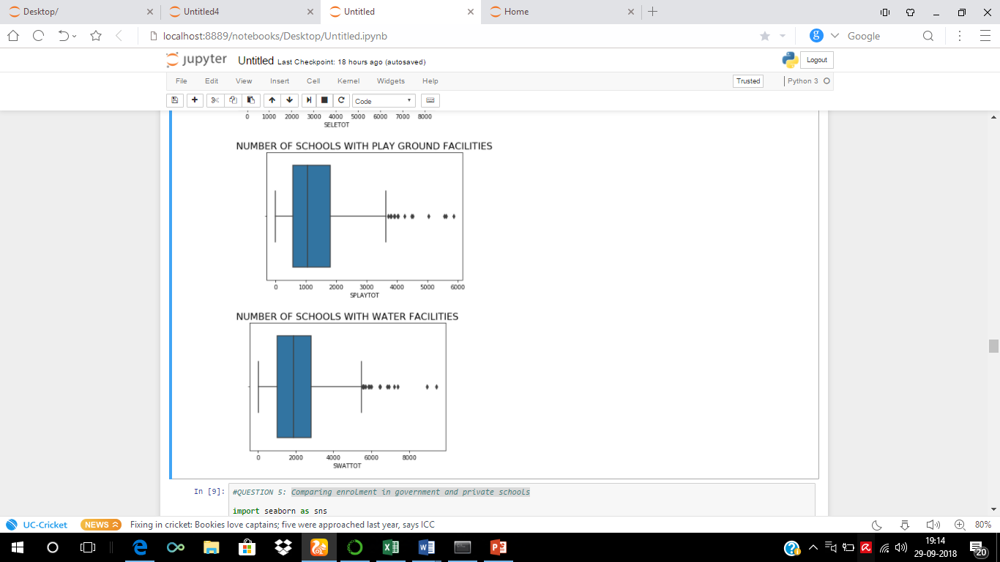 Desktop/ Untitled4 Untitled Home
localhost:8889/notebooks/Desktop/Untitled.ipynb g Google
jupyter Untitled Last Checkpoint: 18 hours ago (autosaved) Logout
File Edit View Insert Cell Kernel Widgets Help Trusted Python 3
Code
0 1000 2000 3000 4000 5000 6000 7000 8000
SELETOT
NUMBER OF SCHOOLS WITH PLAY GROUND FACILITIES
0 1000 2000 3000 4000 5000 6000
SPLAYTOT
NUMBER OF SCHOOLS WITH WATER FACILITIES
0 2000 4000 6000 8000
SWATTOT
In [9]: #QUESTION 5: Comparing enrolment in government and private schools
import seaborn as sns
UC-Cricket NEWS Fixing in cricket: Bookies love captains; five were approached last year, says ICC 80%
19:14
29-09-2018 20